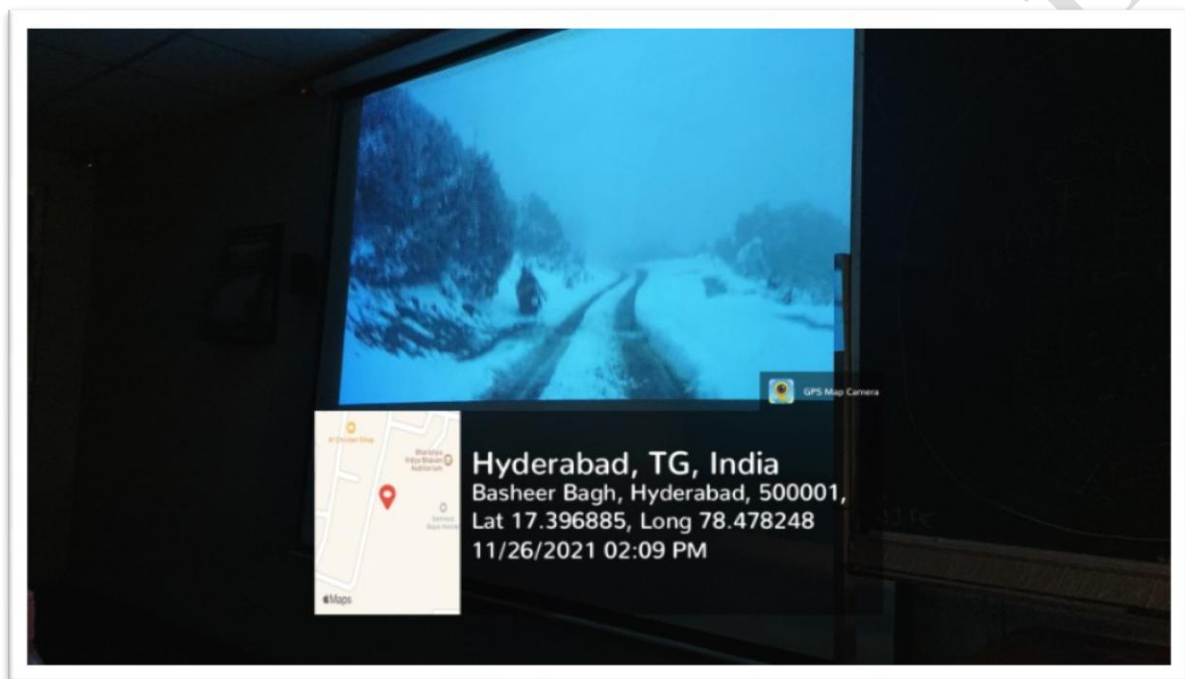 GPS Map Camera
Hyderabad, TG, India
Basheer Bagh, Hyderabad, 500001,
Lat 17.396885, Long 78.478248
11/26/2021 02:09 PM
Maps